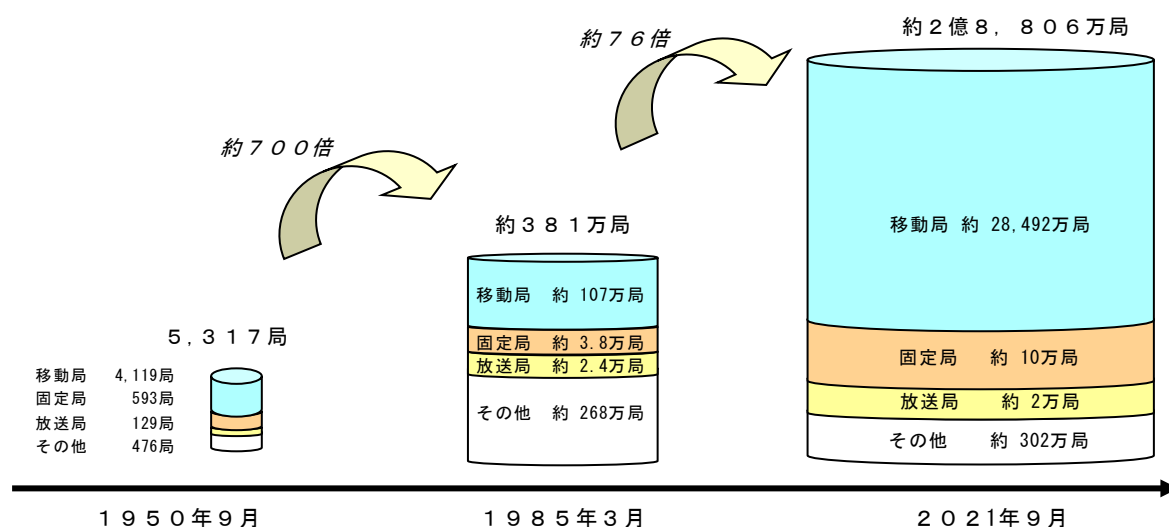 約２億８，８０６万局
約７６倍
約７００倍
約３８１万局
５,３１７局
移動局 4,119局
固定局 593局
放送局 129局
その他 476局
移動局 約 107万局
固定局 約 3.8万局
放送局 約 2.4万局
その他 約 268万局
移動局 約 28,492万局
固定局 約 10万局
放送局 約 2万局
その他 約 302万局
１９５０年９月
１９８５年３月
２０２１年９月